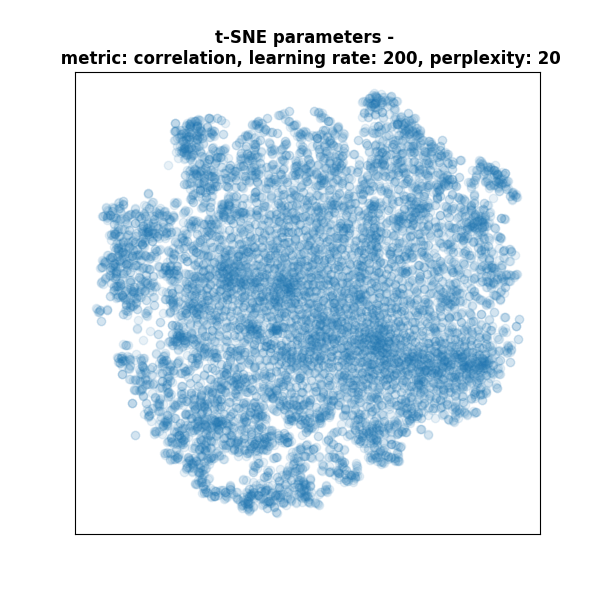 t-SNE parameters -
metric: correlation, learning rate: 200, perplexity: 20